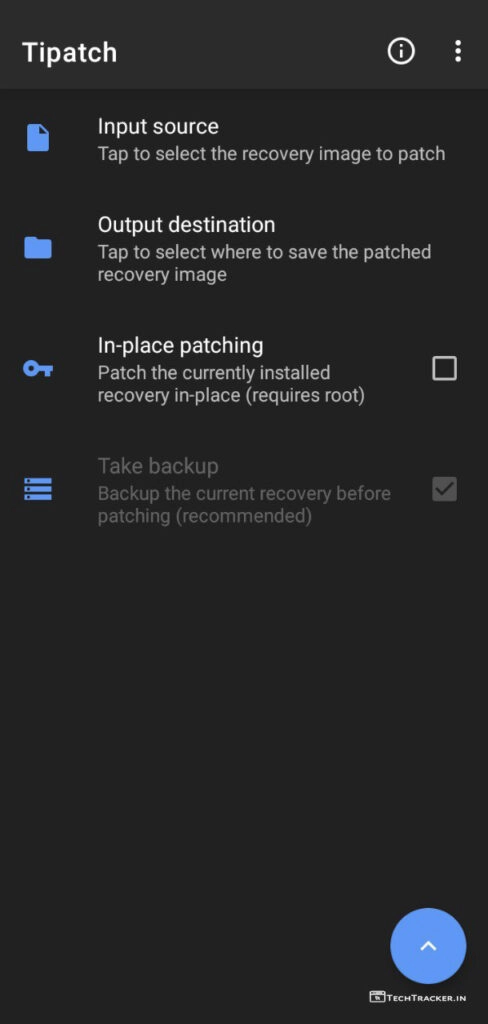 Tipatch
Input source
Tap to select the recovery image to patch
Output destination
Tap to select where to save the patched
recovery image
In-place patching
Patch the currently installed
recovery in-place (requires root)
Take backup
Backup the current recovery before
patching (recommended)
TechTracker.in